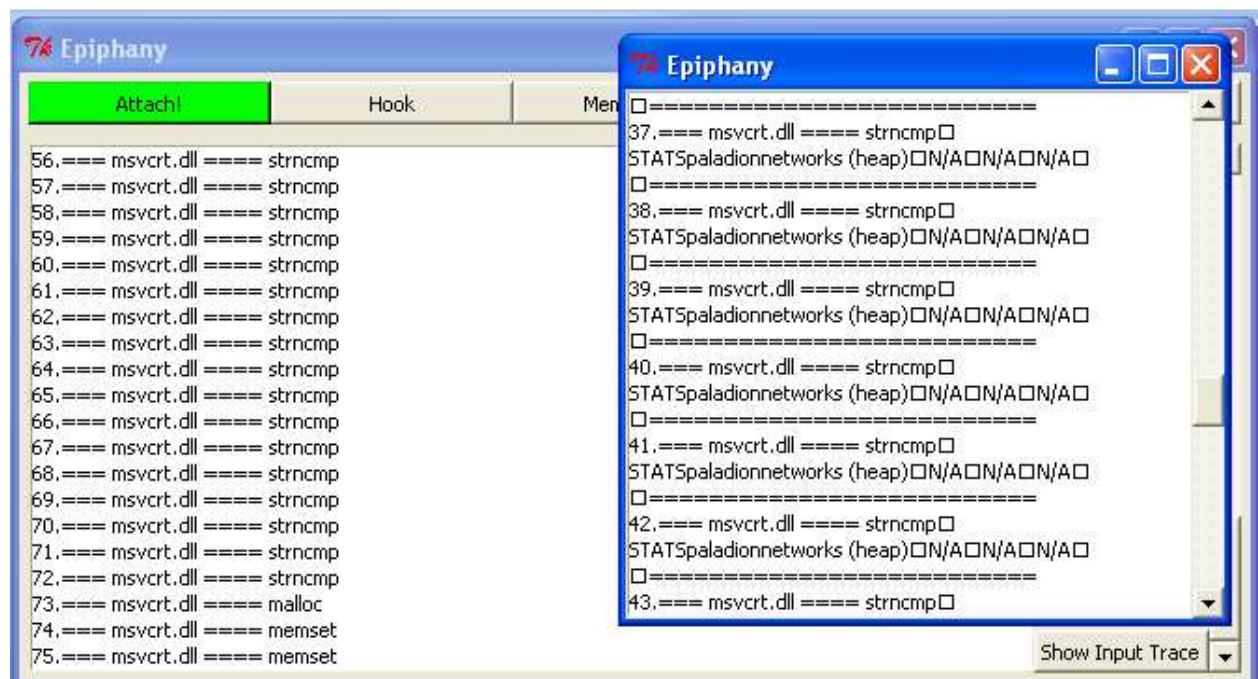 Epiphany
Attach!
Hook
Mem
56.=== msvcrt.dll ==== strncmp
57.=== msvcrt.dll ==== strncmp
58.=== msvcrt.dll ==== strncmp
59.=== msvcrt.dll ==== strncmp
60.=== msvcrt.dll ==== strncmp
61.=== msvcrt.dll ==== strncmp
62.=== msvcrt.dll ==== strncmp
63.=== msvcrt.dll ==== strncmp
64.=== msvcrt.dll ==== strncmp
65.=== msvcrt.dll ==== strncmp
66.=== msvcrt.dll ==== strncmp
67.=== msvcrt.dll ==== strncmp
68.=== msvcrt.dll ==== strncmp
69.=== msvcrt.dll ==== strncmp
70.=== msvcrt.dll ==== strncmp
71.=== msvcrt.dll ==== strncmp
72.=== msvcrt.dll ==== strncmp
73.=== msvcrt.dll ==== malloc
74.=== msvcrt.dll ==== memset
75.=== msvcrt.dll ==== memset
Show Input Trace
Epiphany
□==========================
37.=== msvcrt.dll ==== strncmp□
STATSpaladionnetworks (heap)□N/A□N/A□N/A□
□==========================
38.=== msvcrt.dll ==== strncmp□
STATSpaladionnetworks (heap)□N/A□N/A□N/A□
□==========================
39.=== msvcrt.dll ==== strncmp□
STATSpaladionnetworks (heap)□N/A□N/A□N/A□
□==========================
40.=== msvcrt.dll ==== strncmp□
STATSpaladionnetworks (heap)□N/A□N/A□N/A□
□==========================
41.=== msvcrt.dll ==== strncmp□
STATSpaladionnetworks (heap)□N/A□N/A□N/A□
□==========================
42.=== msvcrt.dll ==== strncmp□
STATSpaladionnetworks (heap)□N/A□N/A□N/A□
□==========================
43.=== msvcrt.dll ==== strncmp□